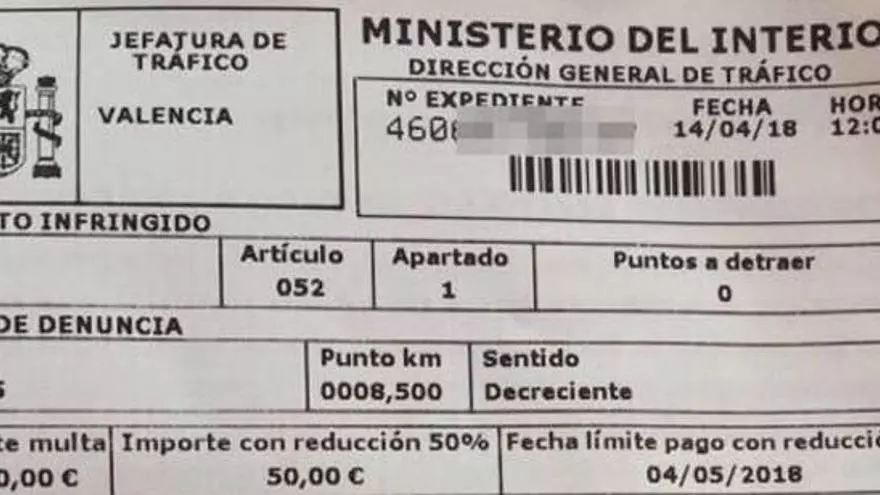 JEFATURA DE
TRÁFICO
VALENCIA
MINISTERIO DEL INTERIO
DIRECCIÓN GENERAL DE TRÁFICO
Nº EXPEDIENTE FECHA HOR
460 14/04/18 12:0
TO INFRINGIDO
Artículo Apartado Puntos a detraer
052 1 0
DE DENUNCIA
Punto km Sentido
0008,500 Decreciente
te multa Importe con reducción 50% Fecha límite pago con reducció
0,00 € 50,00 € 04/05/2018